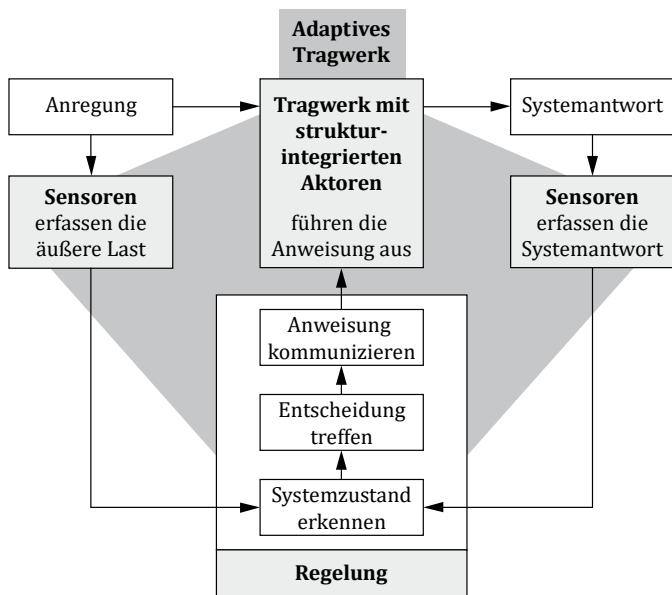 Adaptives
Tragwerk
Anregung
Tragwerk mit
struktur-
integrierten
Aktoren
führen die
Anweisung aus
Systemantwort
Sensoren
erfassen die
äußere Last
Sensoren
erfassen die
Systemantwort
Anweisung
kommunizieren
Entscheidung
treffen
Systemzustand
erkennen
Regelung